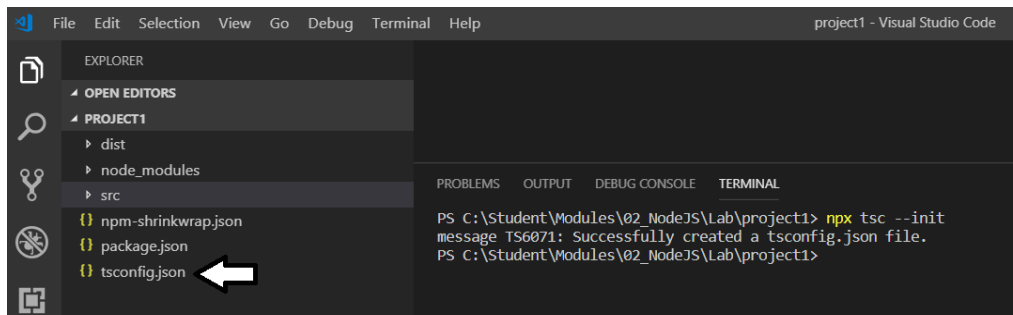 File Edit Selection View Go Debug Terminal Help project1 - Visual Studio Code
EXPLORER
OPEN EDITORS
PROJECT1
dist
node_modules
src
{} npm-shrinkwrap.json
{} package.json
{} tsconfig.json
PROBLEMS OUTPUT DEBUG CONSOLE TERMINAL
PS C:\Student\Modules\02_NodeJS\Lab\project1> npx tsc --init
message TS6071: Successfully created a tsconfig.json file.
PS C:\Student\Modules\02_NodeJS\Lab\project1>